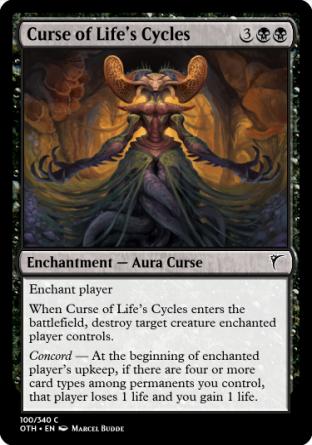 Curse of Life's Cycles 3
Enchantment — Aura Curse
Enchant player
When Curse of Life's Cycles enters the
battlefield, destroy target creature enchanted
player controls.
Concord — At the beginning of enchanted
player's upkeep, if there are four or more
card types among permanents you control,
that player loses 1 life and you gain 1 life.
100/340 C
OTH • EN Marcel Budde